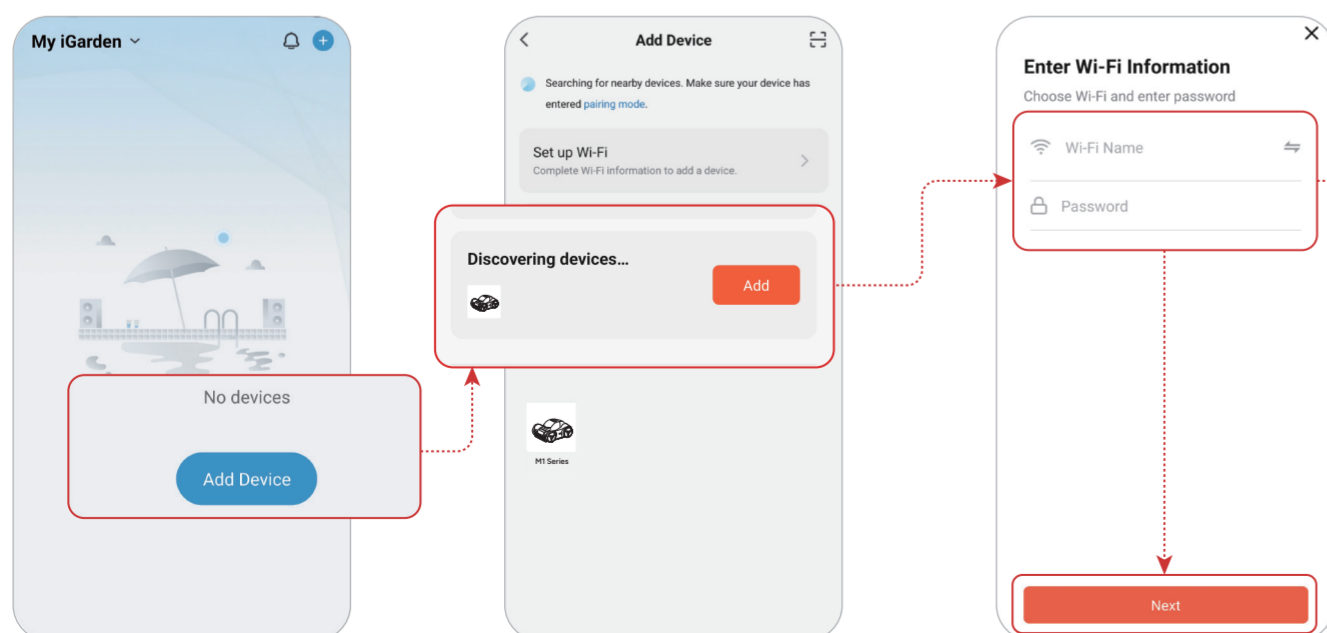 My iGarden
No devices
Add Device
Add Device
Searching for nearby devices. Make sure your device has
entered pairing mode.
Set up Wi-Fi
Complete Wi-Fi information to add a device.
Discovering devices...
Add
M1 Series
Enter Wi-Fi Information
Choose Wi-Fi and enter password
Wi-Fi Name
Password
Next